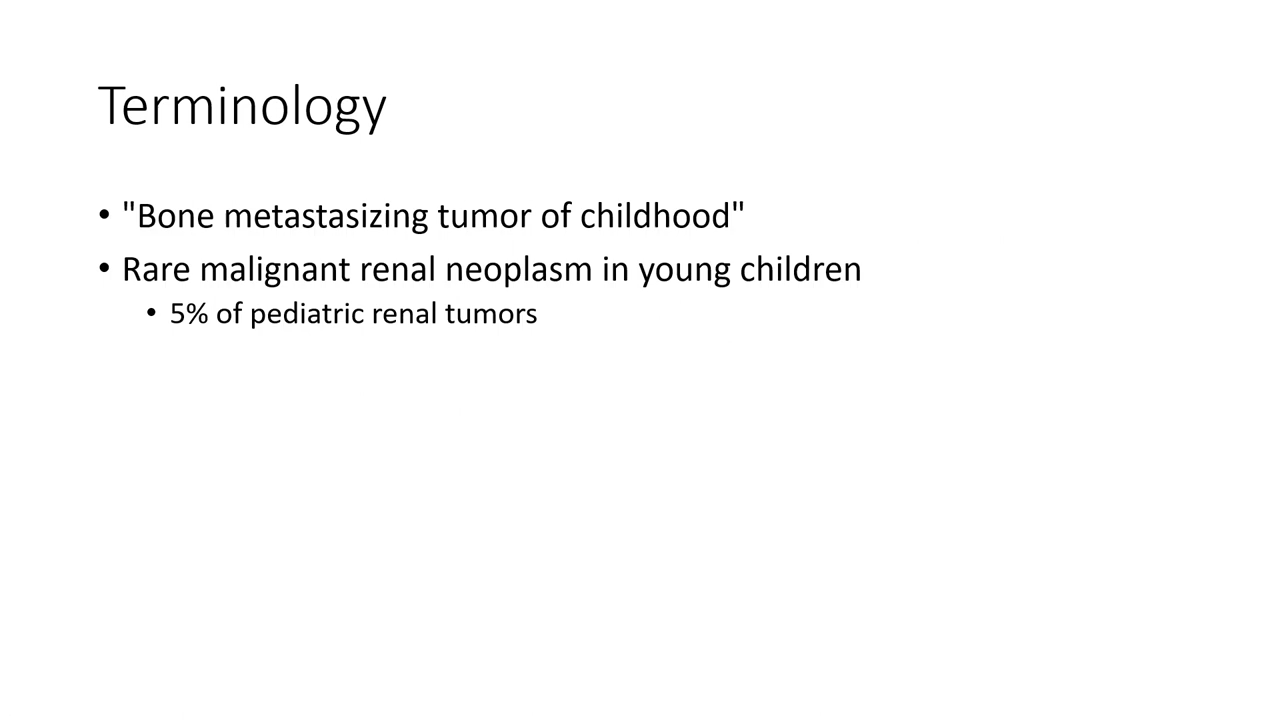 Terminology
• "Bone metastasizing tumor of childhood"
• Rare malignant renal neoplasm in young children
• 5% of pediatric renal tumors